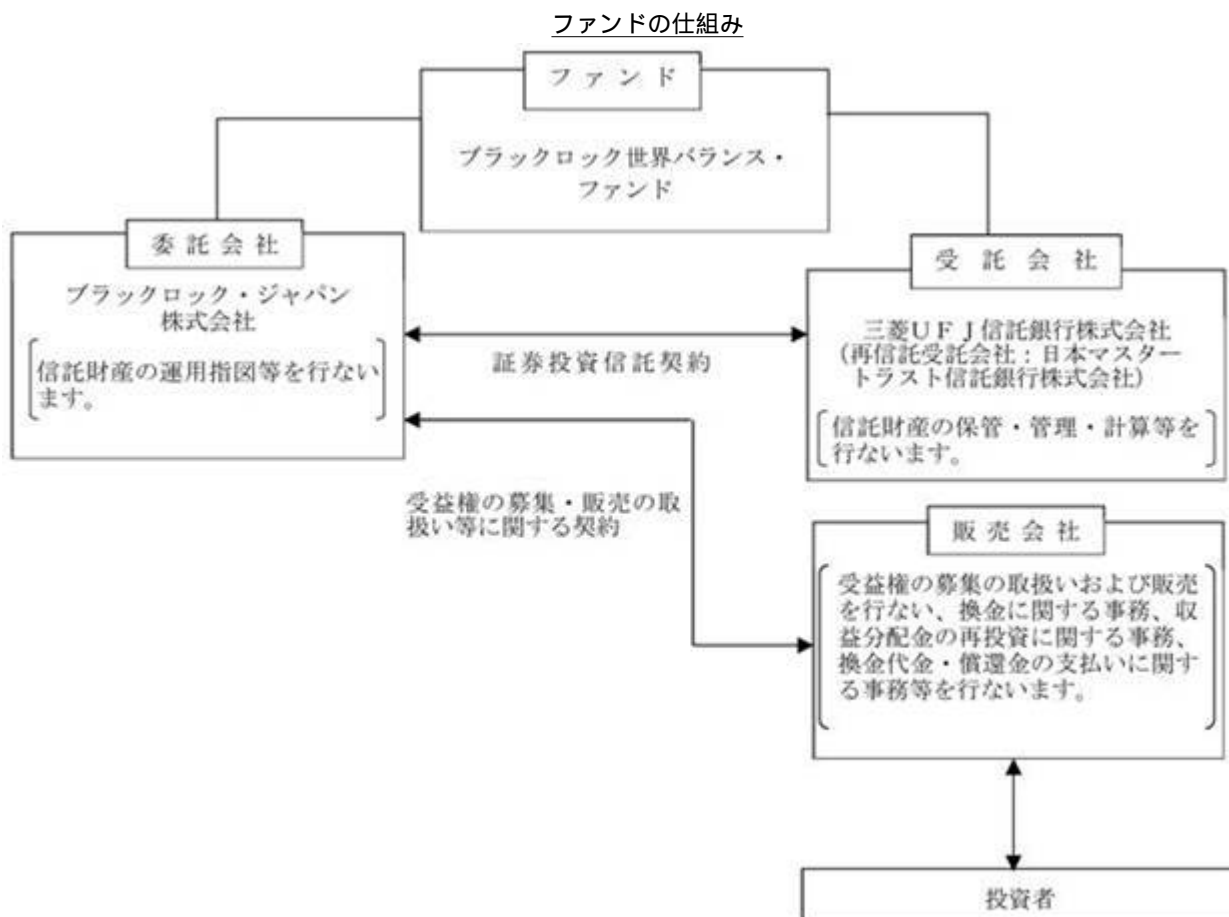 ファンドの仕組み
ファンド
ブラックロック世界バランス・
ファンド
委託会社
ブラックロック・ジャパン
株式会社
信託財産の運用指図等を行ない
ます。
証券投資信託契約
受託会社
三菱UFJ信託銀行株式会社
(再信託受託会社：日本マスター
トラスト信託銀行株式会社)
信託財産の保管・管理・計算等を
行ないます。
受益権の募集・販売の取
扱い等に関する契約
販売会社
受益権の募集の取扱いおよび販売
を行ない、換金に関する事務、収
益分配金の再投資に関する事務、
換金代金・償還金の支払いに関す
る事務等を行ないます。
投資者